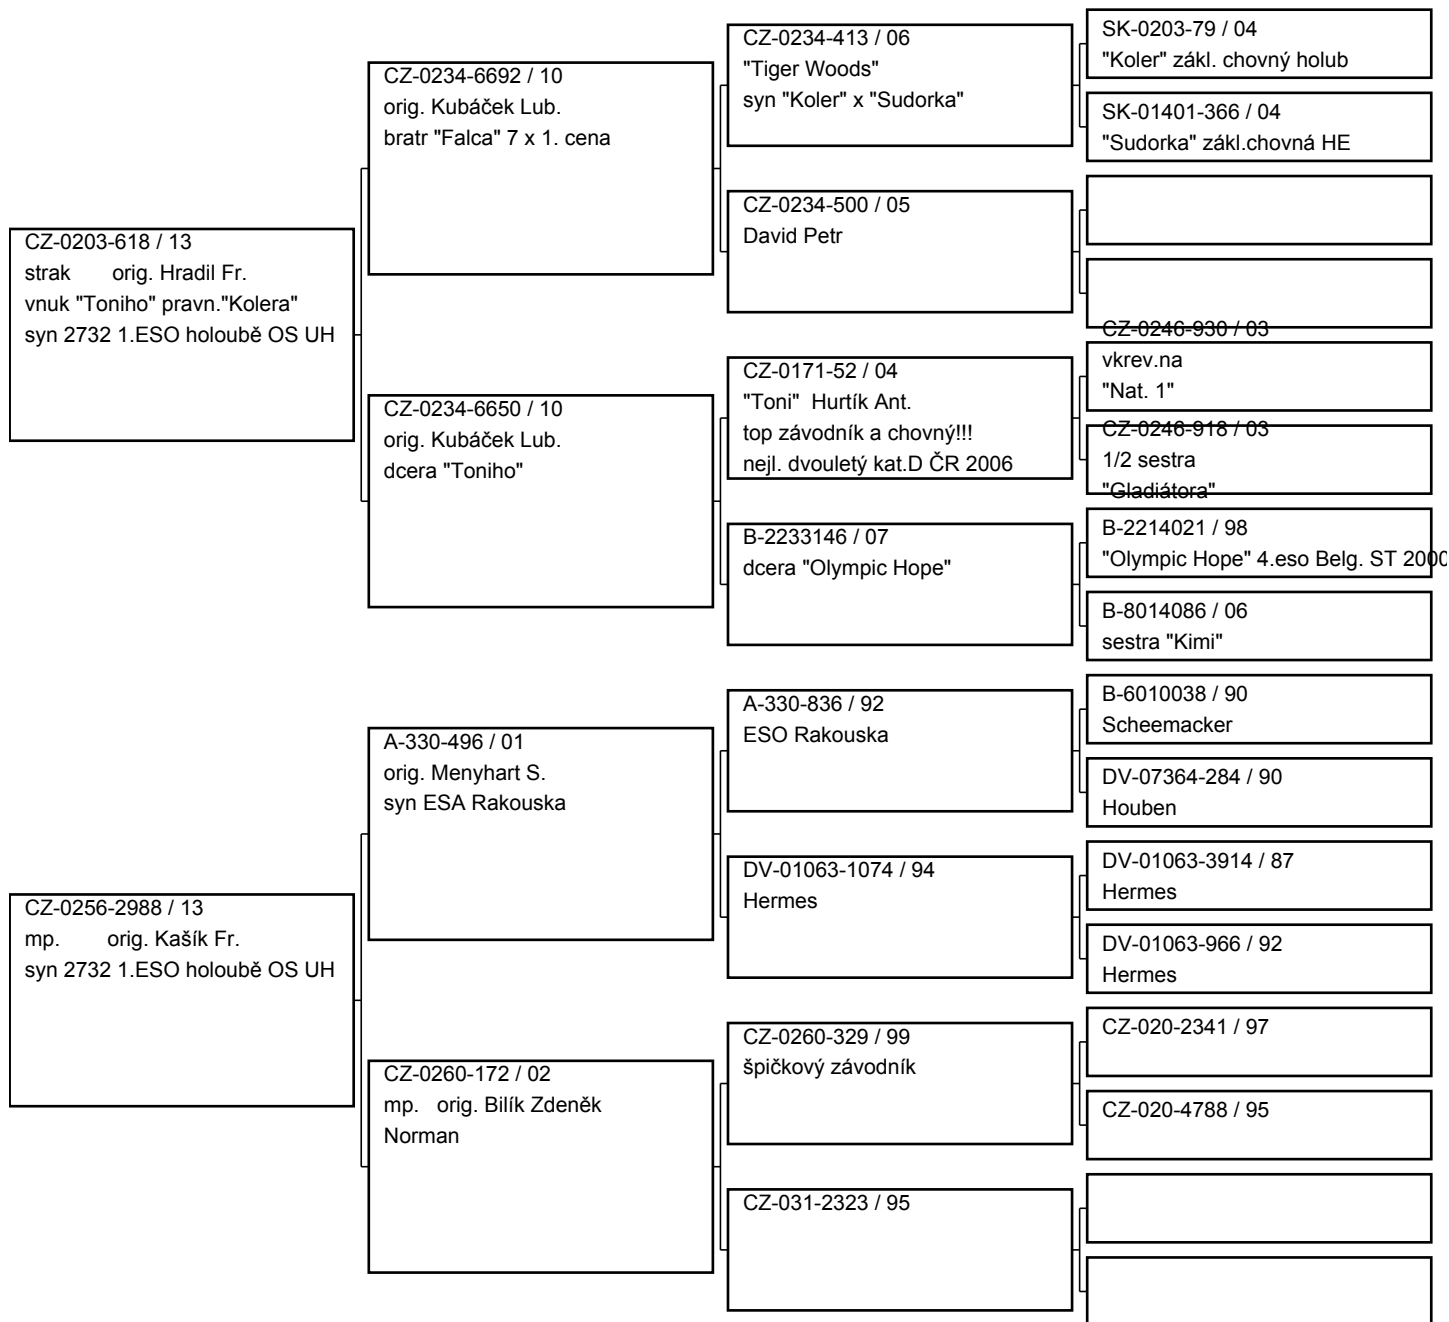 CZ-0203-618 / 13
strak orig. Hradil Fr.
vnuk "Toniho" pravn."Kolera"
syn 2732 1.ESO holoubě OS UH
CZ-0256-2988 / 13
mp. orig. Kašík Fr.
syn 2732 1.ESO holoubě OS UH
CZ-0234-6692 / 10
orig. Kubáček Lub.
bratr "Falca" 7 x 1. cena
CZ-0234-6650 / 10
orig. Kubáček Lub.
dcera "Toniho"
A-330-496 / 01
orig. Menyhart S.
syn ESA Rakouska
CZ-0260-172 / 02
mp. orig. Bilík Zdeněk
Norman
CZ-0234-413 / 06
"Tiger Woods"
syn "Koler" x "Sudorka"
CZ-0234-500 / 05
David Petr
CZ-0171-52 / 04
"Toni" Hurtík Ant.
top závodník a chovný!!!
nejl. dvouletý kat.D ČR 2006
B-2233146 / 07
dcera "Olympic Hope"
A-330-836 / 92
ESO Rakouska
DV-01063-1074 / 94
Hermes
CZ-0260-329 / 99
špičkový závodník
CZ-031-2323 / 95
SK-0203-79 / 04
"Koler" zákl. chovný holub
SK-01401-366 / 04
"Sudorka" zákl.chovná HE
CZ-0246-930 / 03
vkrev.na
"Nat. 1"
CZ-0246-918 / 03
1/2 sestra
"Gladiátora"
B-2214021 / 98
"Olympic Hope" 4.eso Belg. ST 2000
B-8014086 / 06
sestra "Kimi"
B-6010038 / 90
Scheemacker
DV-07364-284 / 90
Houben
DV-01063-3914 / 87
Hermes
DV-01063-966 / 92
Hermes
CZ-020-2341 / 97
CZ-020-4788 / 95